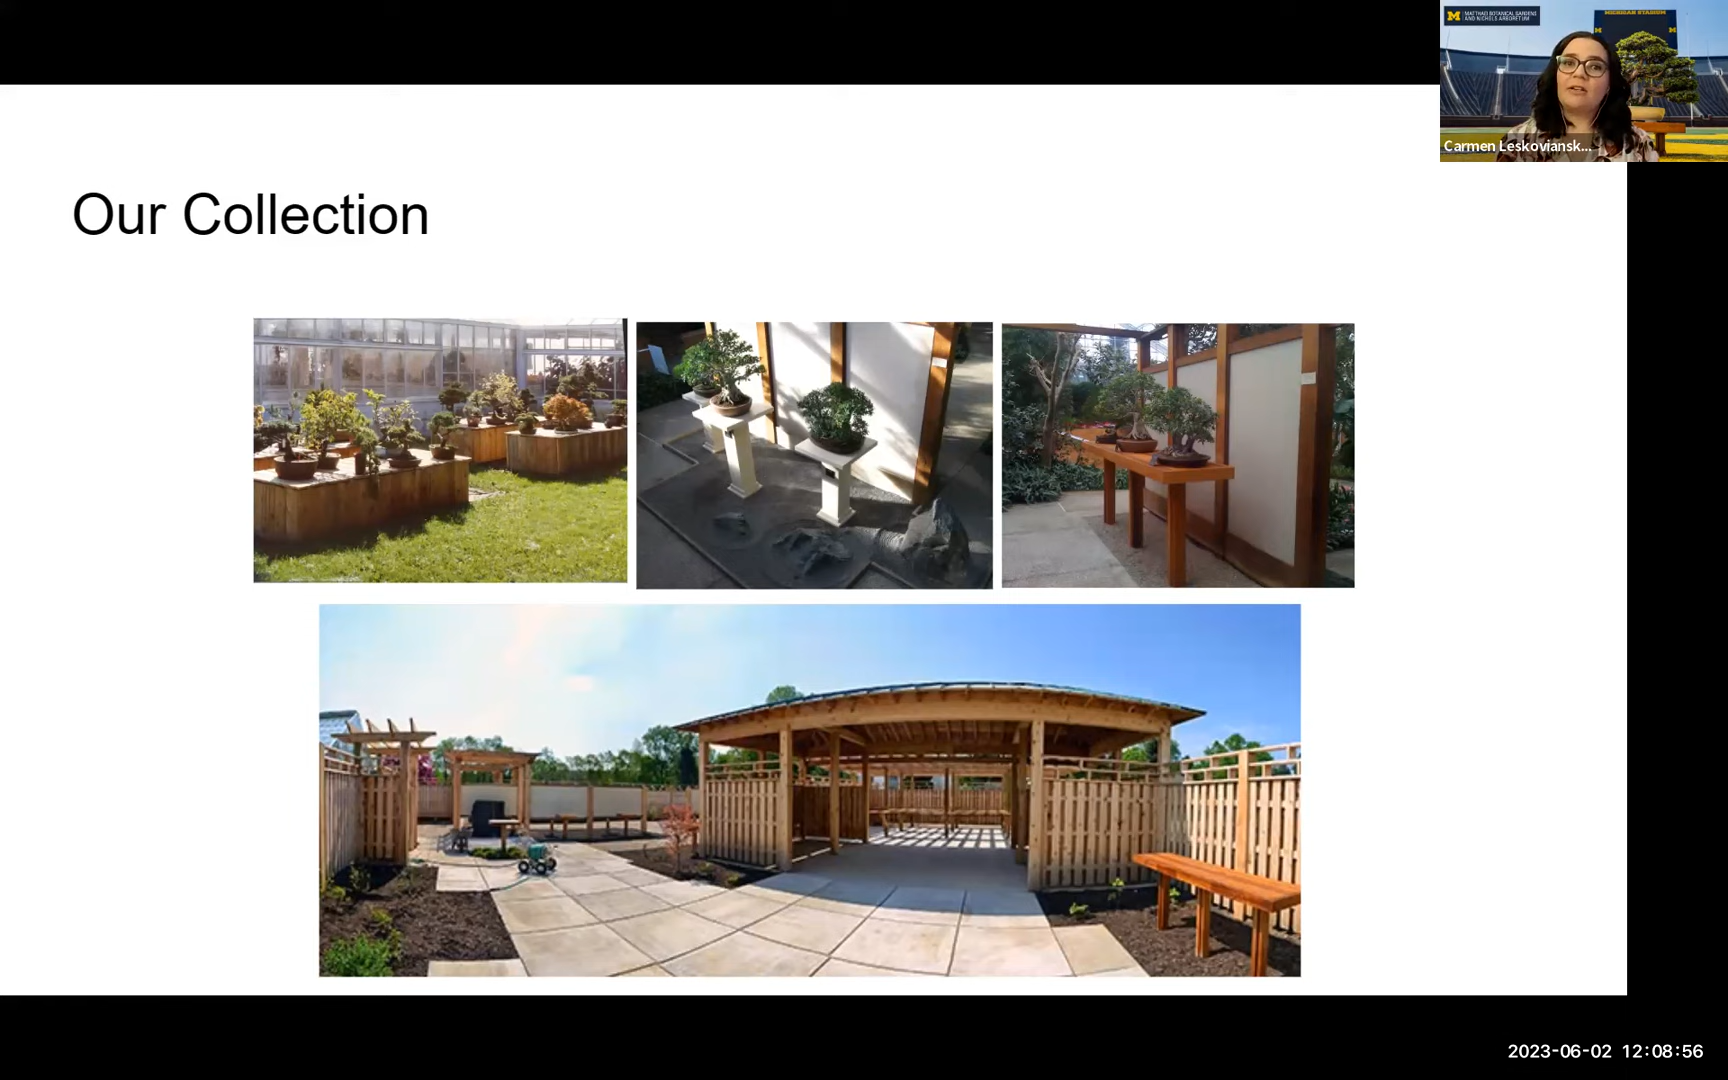 MICHIGAN STADIUM
M
MATTHAEI BOTANICAL GARDENS
AND NICHOLS ARBORETUM
M
M
Carmen Leskoviansk...
Our Collection
2023-06-02 12:08:56